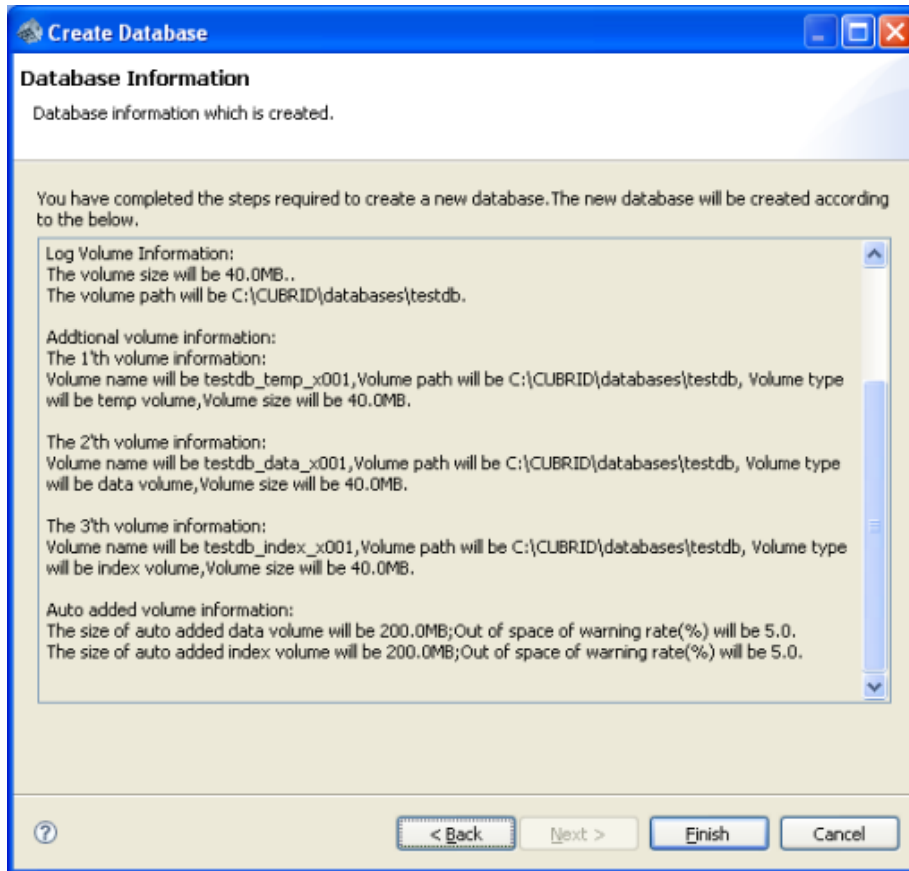 Create Database
Database Information
Database information which is created.
You have completed the steps required to create a new database.The new database will be created according
to the below.
Log Volume Information:
The volume size will be 40.0MB..
The volume path will be C:\CUBRID\databases\testdb.
Addtional volume information:
The 1'th volume information:
Volume name will be testdb_temp_x001,Volume path will be C:\CUBRID\databases\testdb, Volume type
will be temp volume,Volume size will be 40.0MB.
The 2'th volume information:
Volume name will be testdb_data_x001,Volume path will be C:\CUBRID\databases\testdb, Volume type
will be data volume,Volume size will be 40.0MB.
The 3'th volume information:
Volume name will be testdb_index_x001,Volume path will be C:\CUBRID\databases\testdb, Volume type
will be index volume,Volume size will be 40.0MB.
Auto added volume information:
The size of auto added data volume will be 200.0MB;Out of space of warning rate(%) will be 5.0.
The size of auto added index volume will be 200.0MB;Out of space of warning rate(%) will be 5.0.
? < Back Next > Finish Cancel